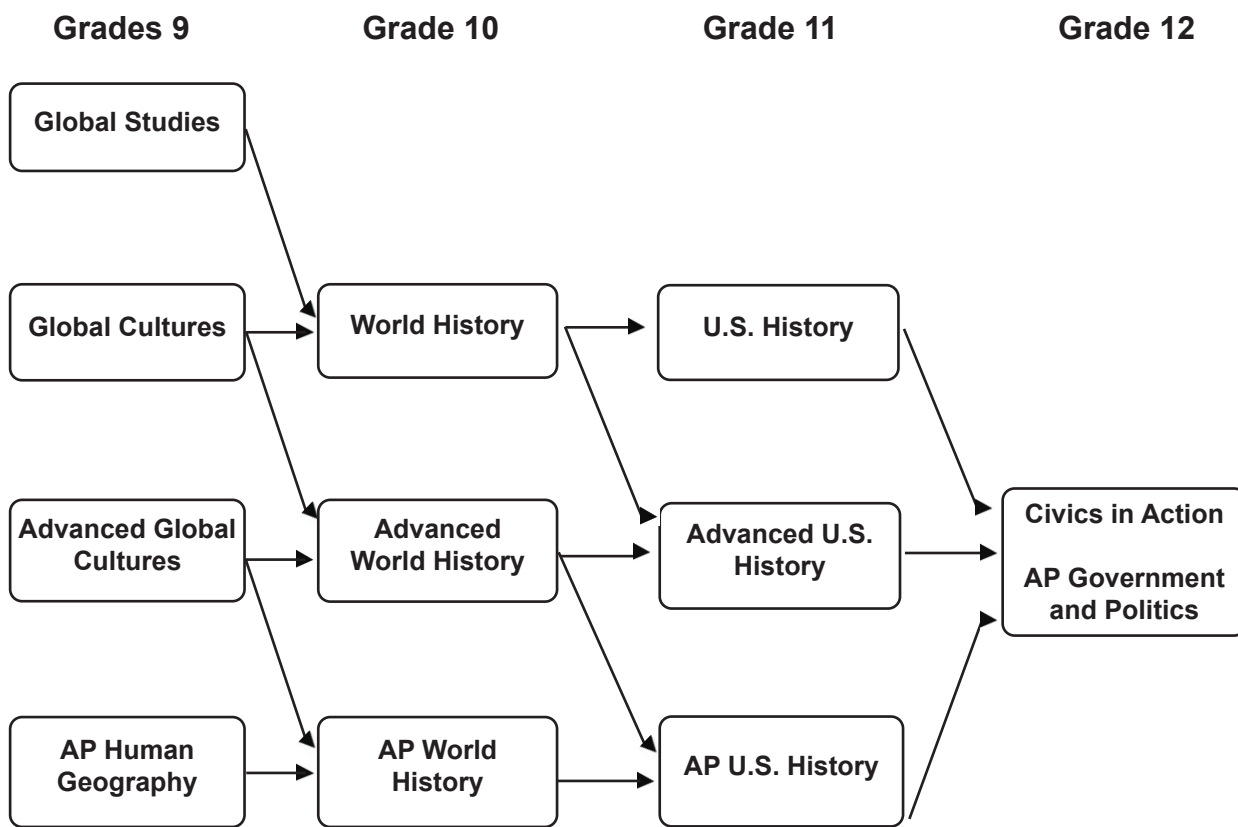 Grades 9
Grade 10
Grade 11
Grade 12
Global Studies
Global Cultures
World History
U.S. History
Advanced Global
Cultures
Advanced
World History
Advanced U.S.
History
Civics in Action
AP Government
and Politics
AP Human
Geography
AP World
History
AP U.S. History